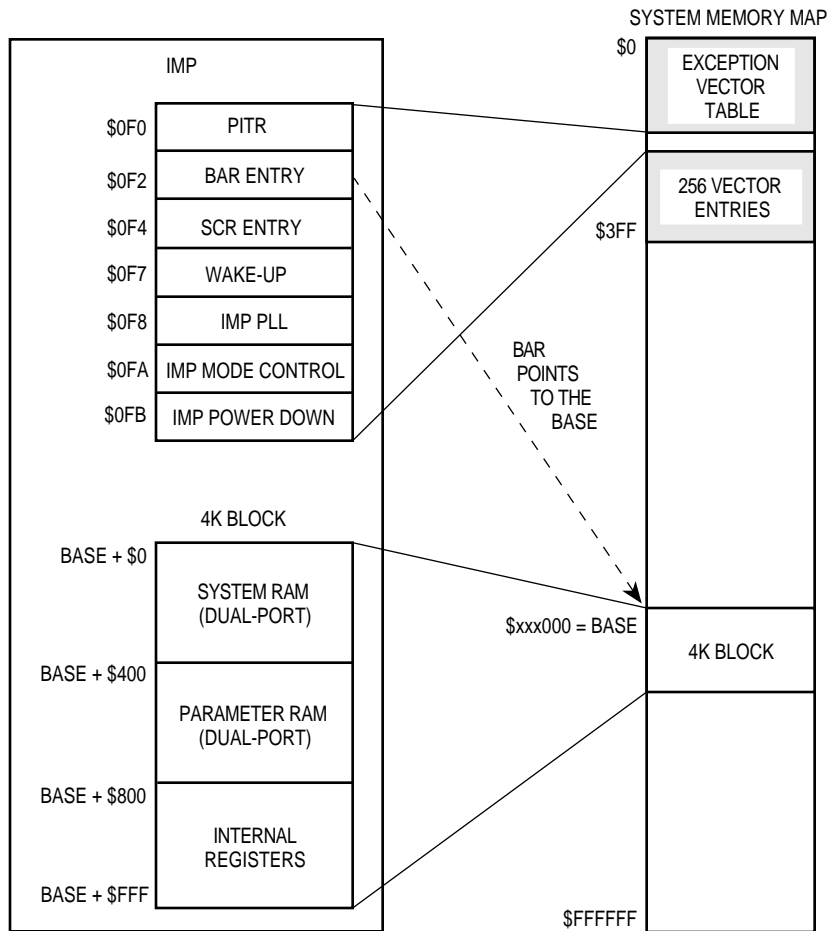 SYSTEM MEMORY MAP
$0
EXCEPTION
VECTOR
TABLE
256 VECTOR
ENTRIES
$3FF
IMP
$0F0
PITR
$0F2
BAR ENTRY
$0F4
SCR ENTRY
$0F7
WAKE-UP
$0F8
IMP PLL
$0FA
IMP MODE CONTROL
$0FB
IMP POWER DOWN
BAR
POINTS
TO THE
BASE
4K BLOCK
BASE + $0
SYSTEM RAM
(DUAL-PORT)
BASE + $400
PARAMETER RAM
(DUAL-PORT)
BASE + $800
INTERNAL
REGISTERS
BASE + $FFF
$xxx000 = BASE
4K BLOCK
$FFFFFF